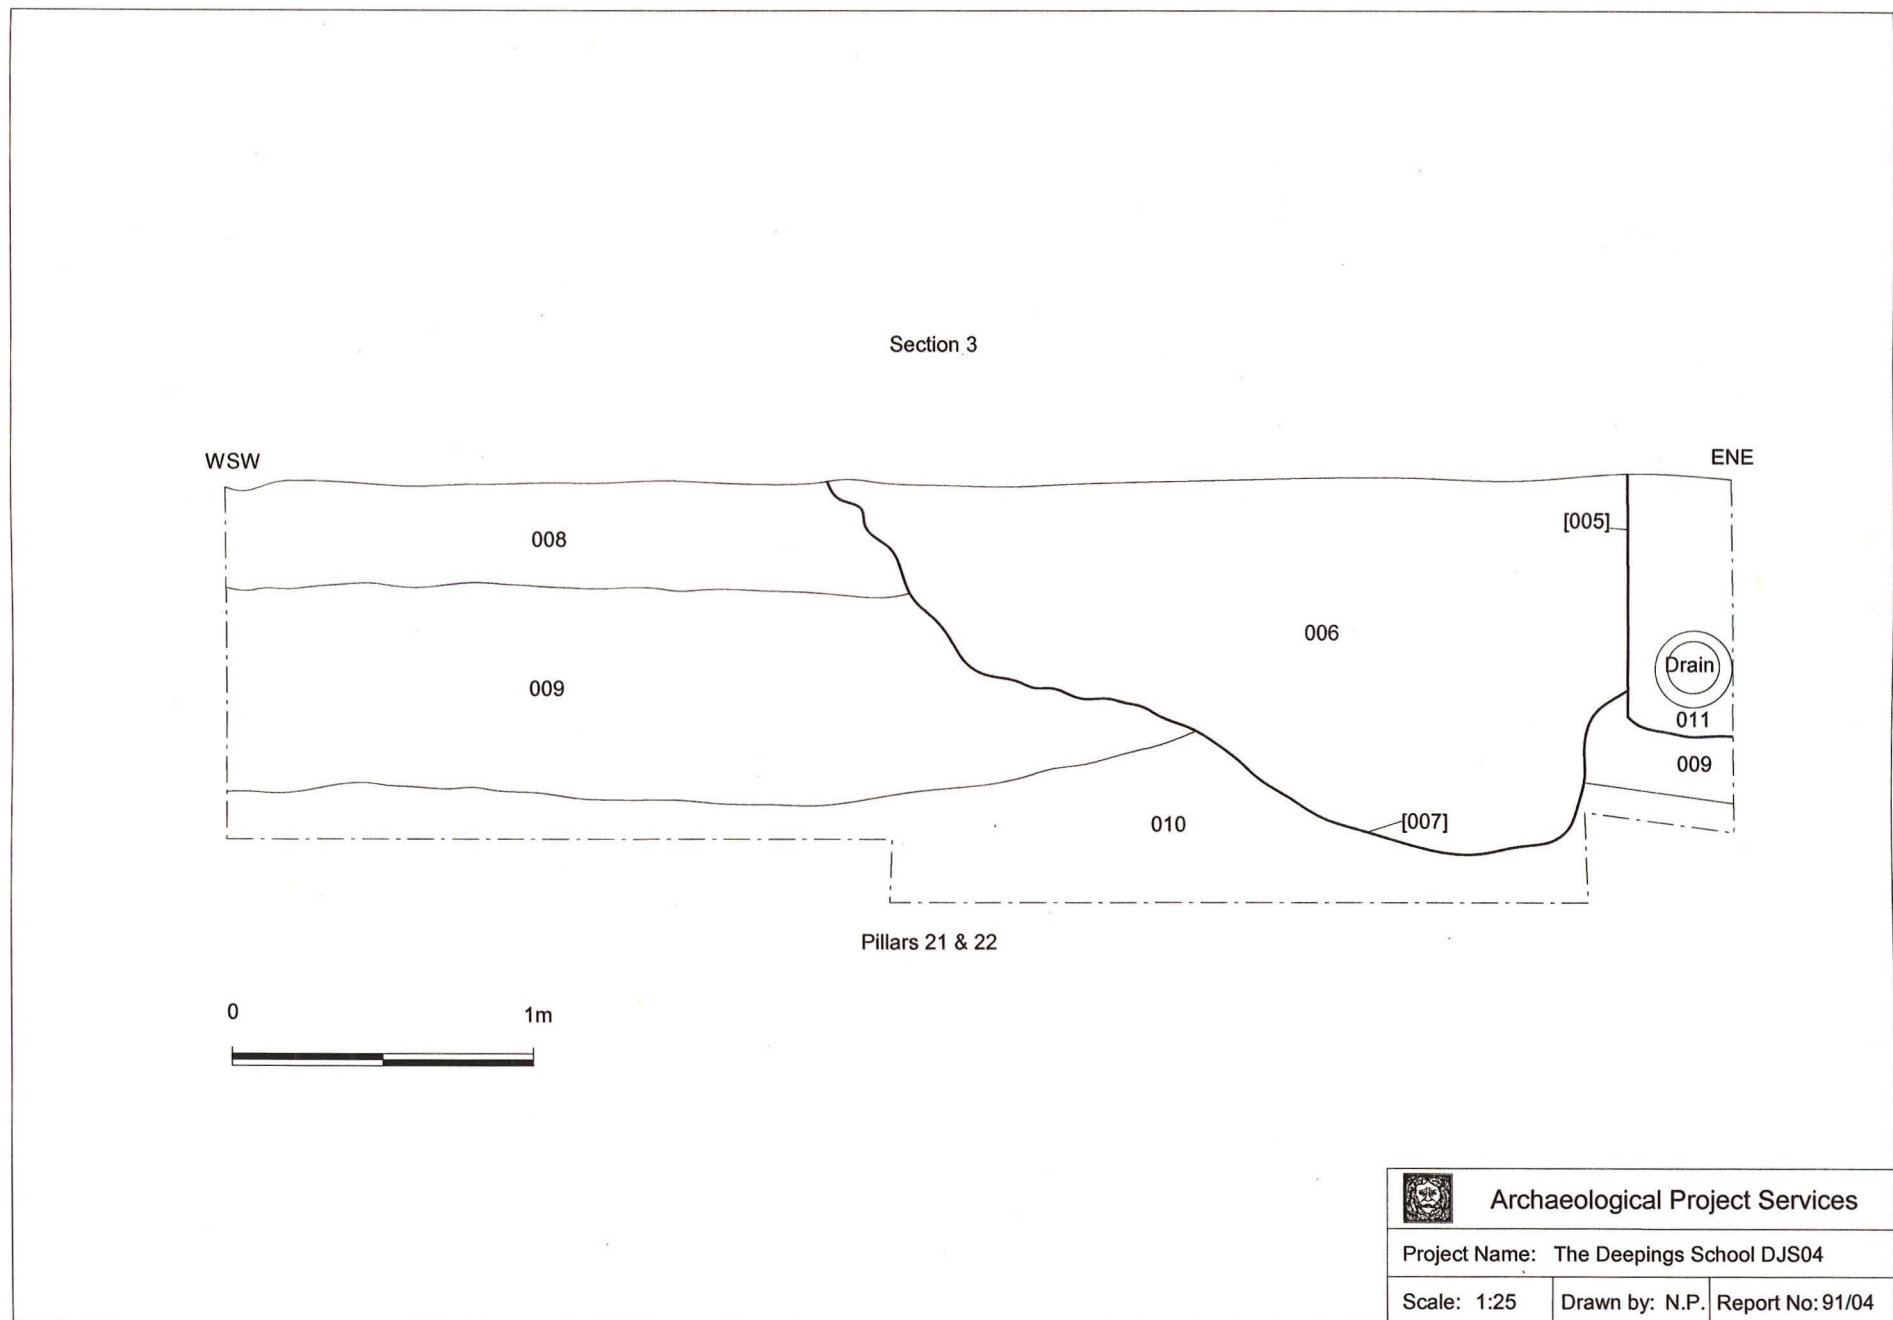 Section 3
WSW
ENE
[005]
008
006
Drain
009
011
009
010
[007]
Pillars 21 & 22
0
1m
Archaeological Project Services
Project Name: The Deepings School DJS04
Scale: 1:25
Drawn by: N.P.
Report No: 91/04